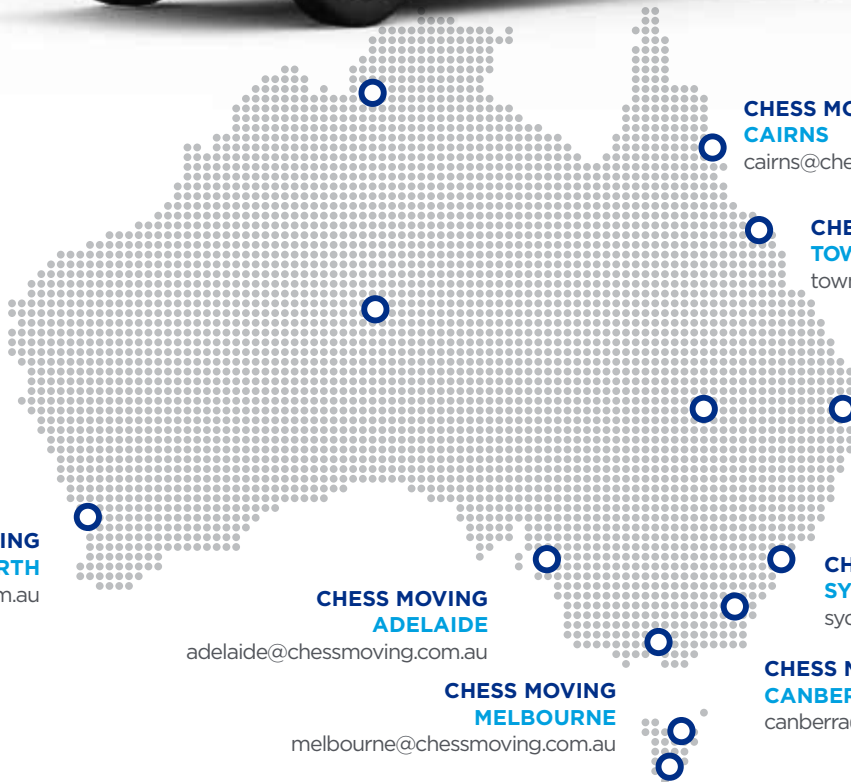 CHESS MO
CAIRNS
cairns@che
CHE
TOW
town
ING
RTH
m.au
CHESS MOVING
ADELAIDE
adelaide@chessmoving.com.au
CH
SY
syd
CHESS MOVING
MELBOURNE
melbourne@chessmoving.com.au
CHESS M
CANBER
canberra